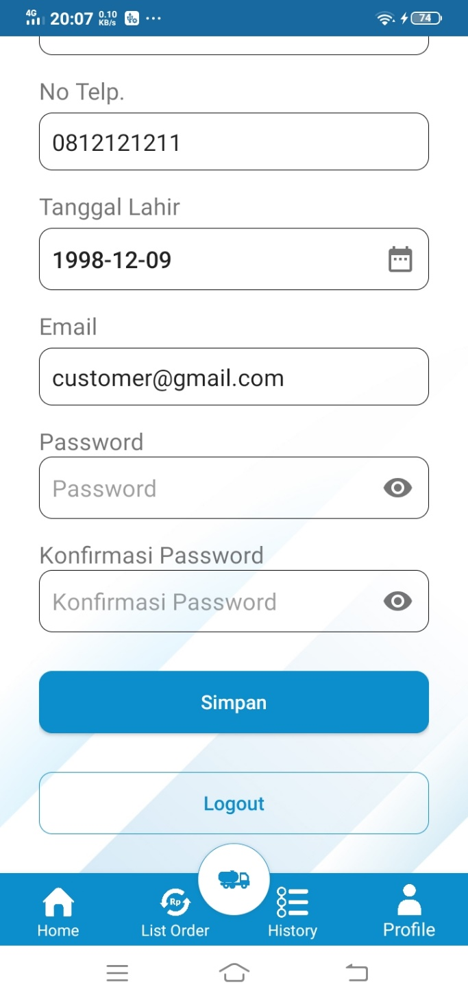 4G 20:07 0.10 KB/s ... 74
No Telp.
0812121211
Tanggal Lahir
1998-12-09
Email
customer@gmail.com
Password
Password
Konfirmasi Password
Konfirmasi Password
Simpan
Logout
Rp
Home List Order History Profile